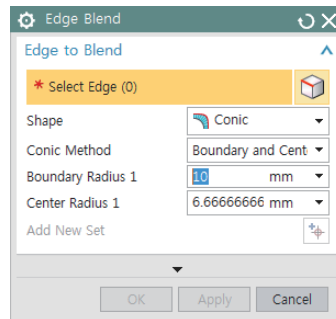 Edge Blend
Edge to Blend
* Select Edge (0)
Shape Conic
Conic Method Boundary and Cent
Boundary Radius 1 10 mm
Center Radius 1 6.66666666 mm
Add New Set
OK Apply Cancel